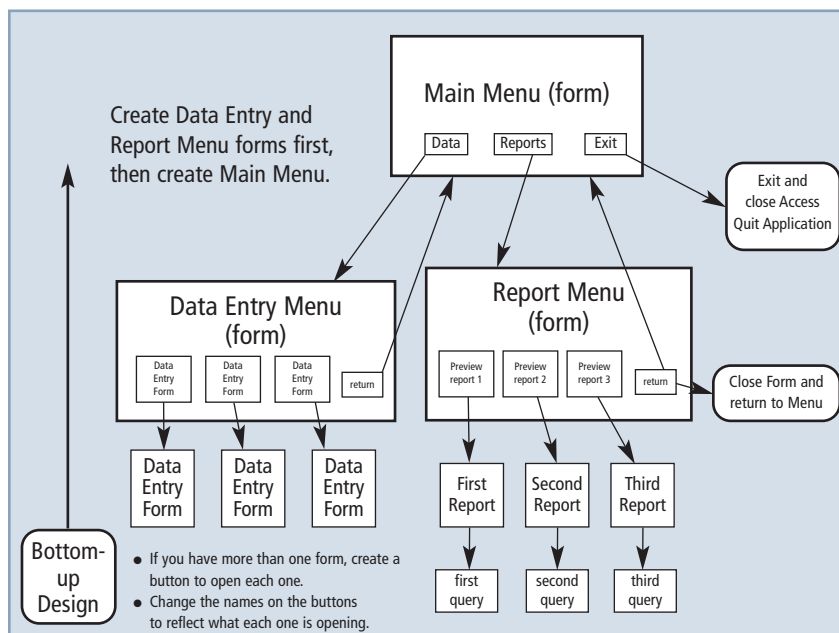 Main Menu (form)
Data
Reports
Exit
Create Data Entry and
Report Menu forms first,
then create Main Menu.
Exit and
close Access
Quit Application
Data Entry Menu
(form)
Data
Entry
Form
Data
Entry
Form
Data
Entry
Form
return
Report Menu
(form)
Preview
report 1
Preview
report 2
Preview
report 3
return
Close Form and
return to Menu
Data
Entry
Form
Data
Entry
Form
Data
Entry
Form
First
Report
Second
Report
Third
Report
Bottom-
up
Design
● If you have more than one form, create a
button to open each one.
● Change the names on the buttons
to reflect what each one is opening.
first
query
second
query
third
query